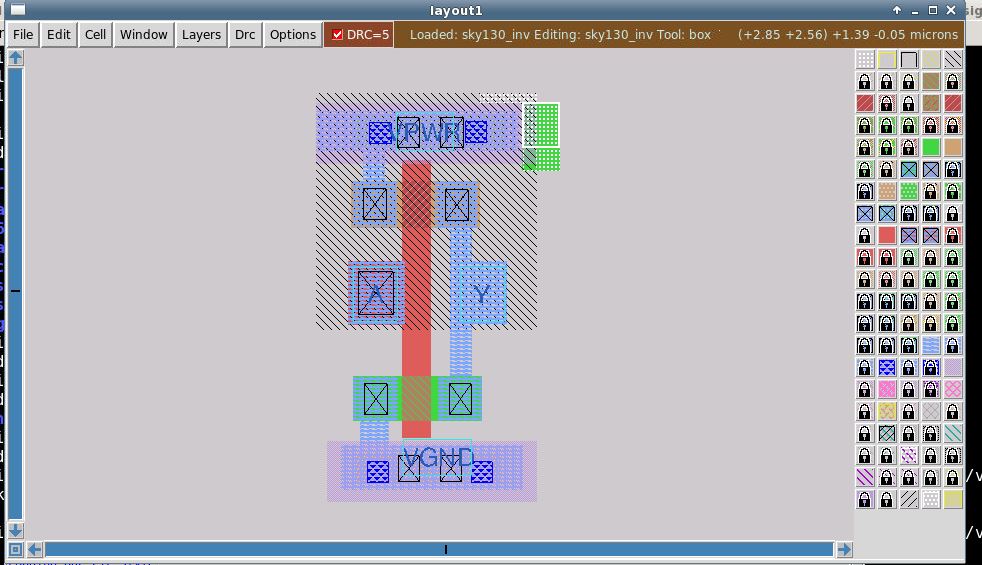 layout1
File Edit Cell Window Layers Drc Options DRC=5 Loaded: sky130_inv Editing: sky130_inv Tool: box (+2.85 +2.56) +1.39 -0.05 microns
VPWR
A Y
VGND